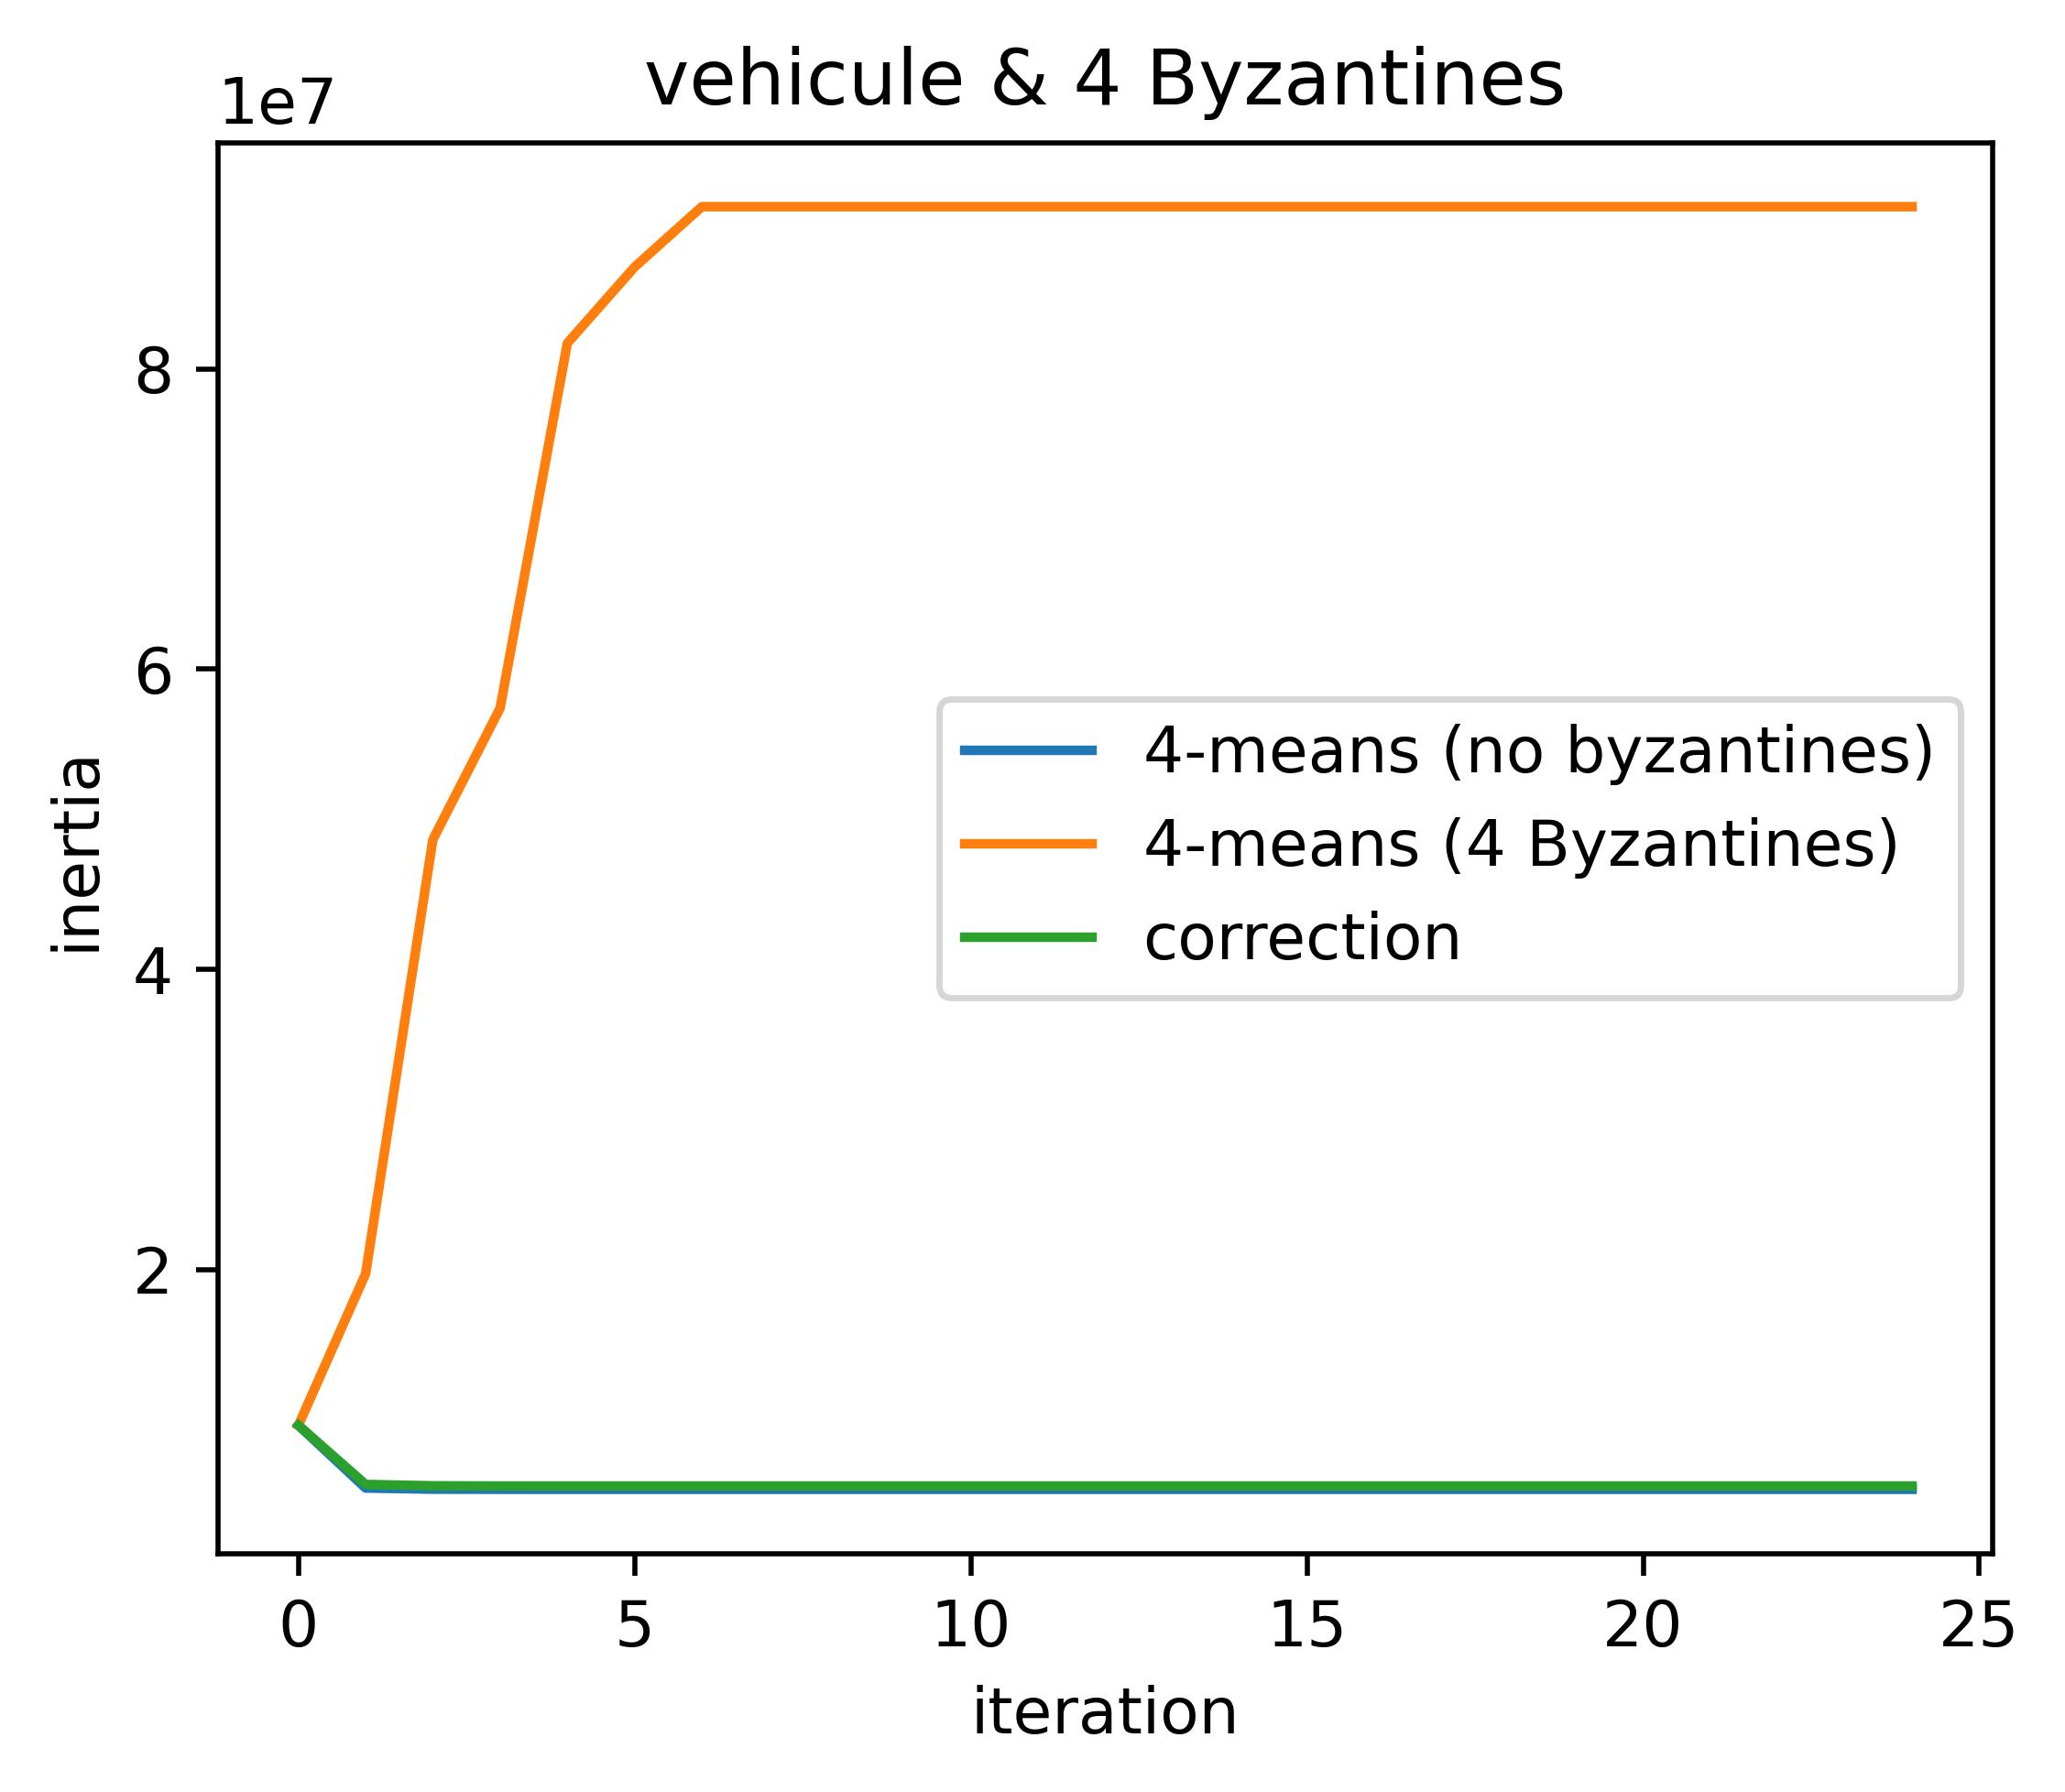 vehicule & 4 Byzantines
1e7
8
6
4
2
inertia
4-means (no byzantines)
4-means (4 Byzantines)
correction
0 5 10 15 20 25
iteration